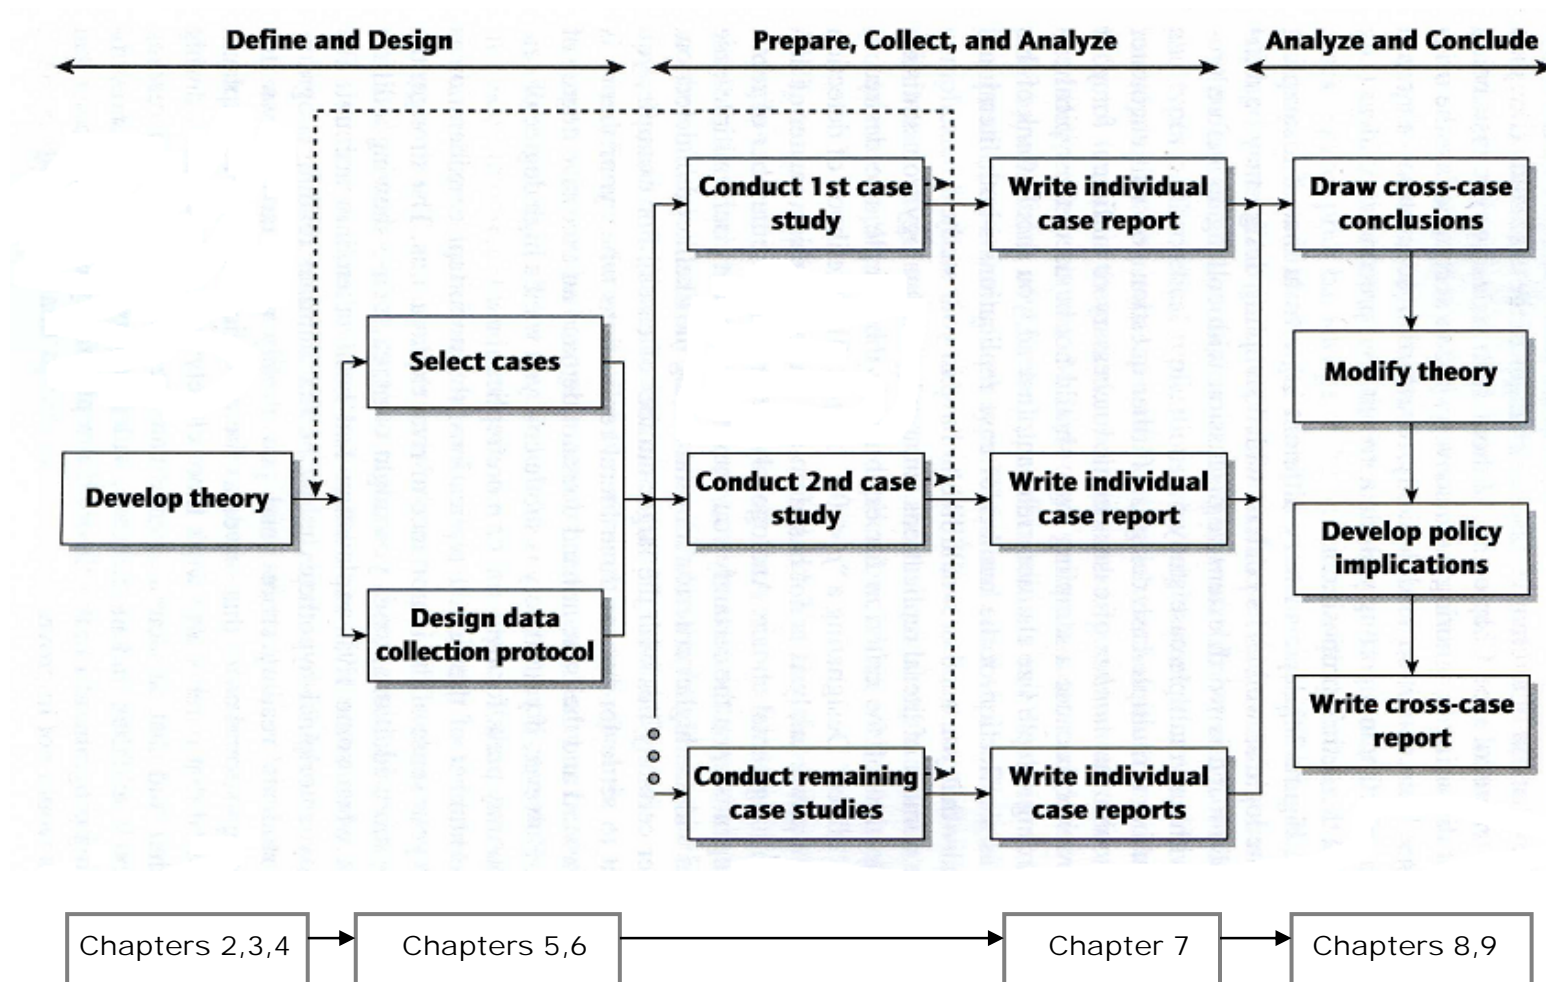 Define and Design
Prepare, Collect, and Analyze
Analyze and Conclude
Develop theory
Select cases
Design data
collection protocol
Conduct 1st case
study
Conduct 2nd case
study
Conduct remaining
case studies
Write individual
case report
Write individual
case report
Write individual
case reports
Draw cross-case
conclusions
Modify theory
Develop policy
implications
Write cross-case
report
Chapters 2,3,4
Chapters 5,6
Chapter 7
Chapters 8,9